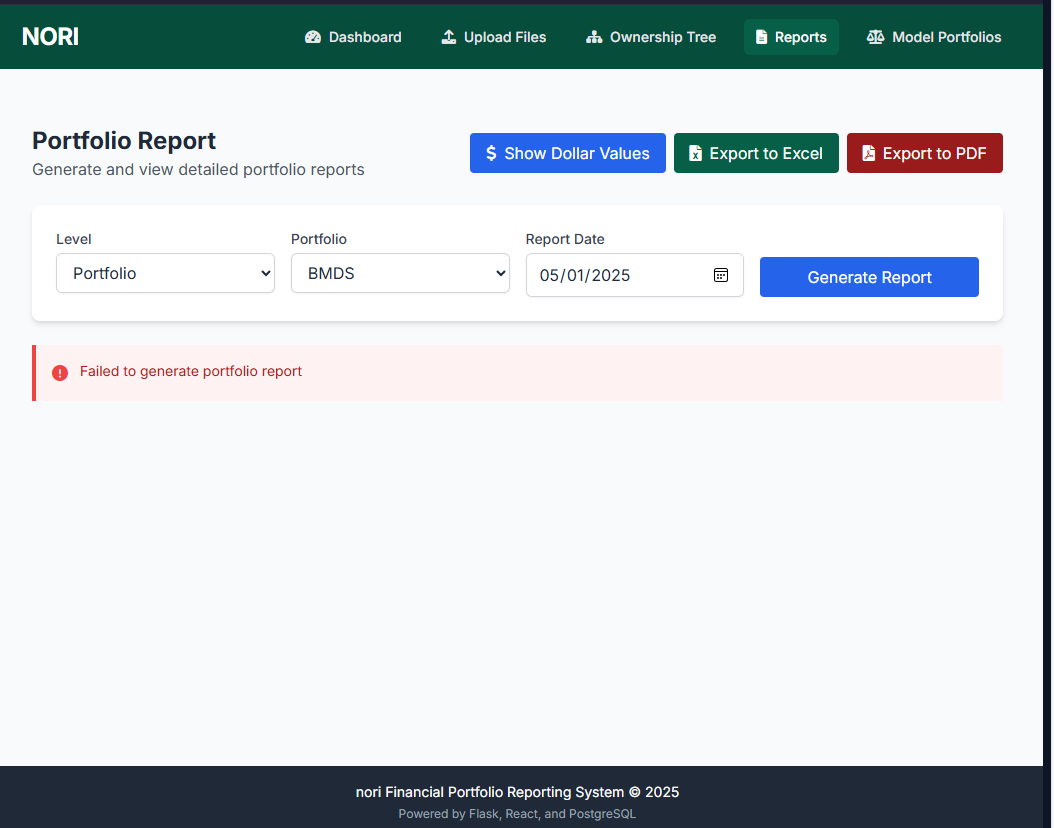 NORI
Dashboard
Upload Files
Ownership Tree
Reports
Model Portfolios
Portfolio Report
Generate and view detailed portfolio reports
$ Show Dollar Values
Export to Excel
Export to PDF
Level
Portfolio
Report Date
Portfolio
BMDS
05/01/2025
Generate Report
Failed to generate portfolio report
nori Financial Portfolio Reporting System © 2025
Powered by Flask, React, and PostgreSQL